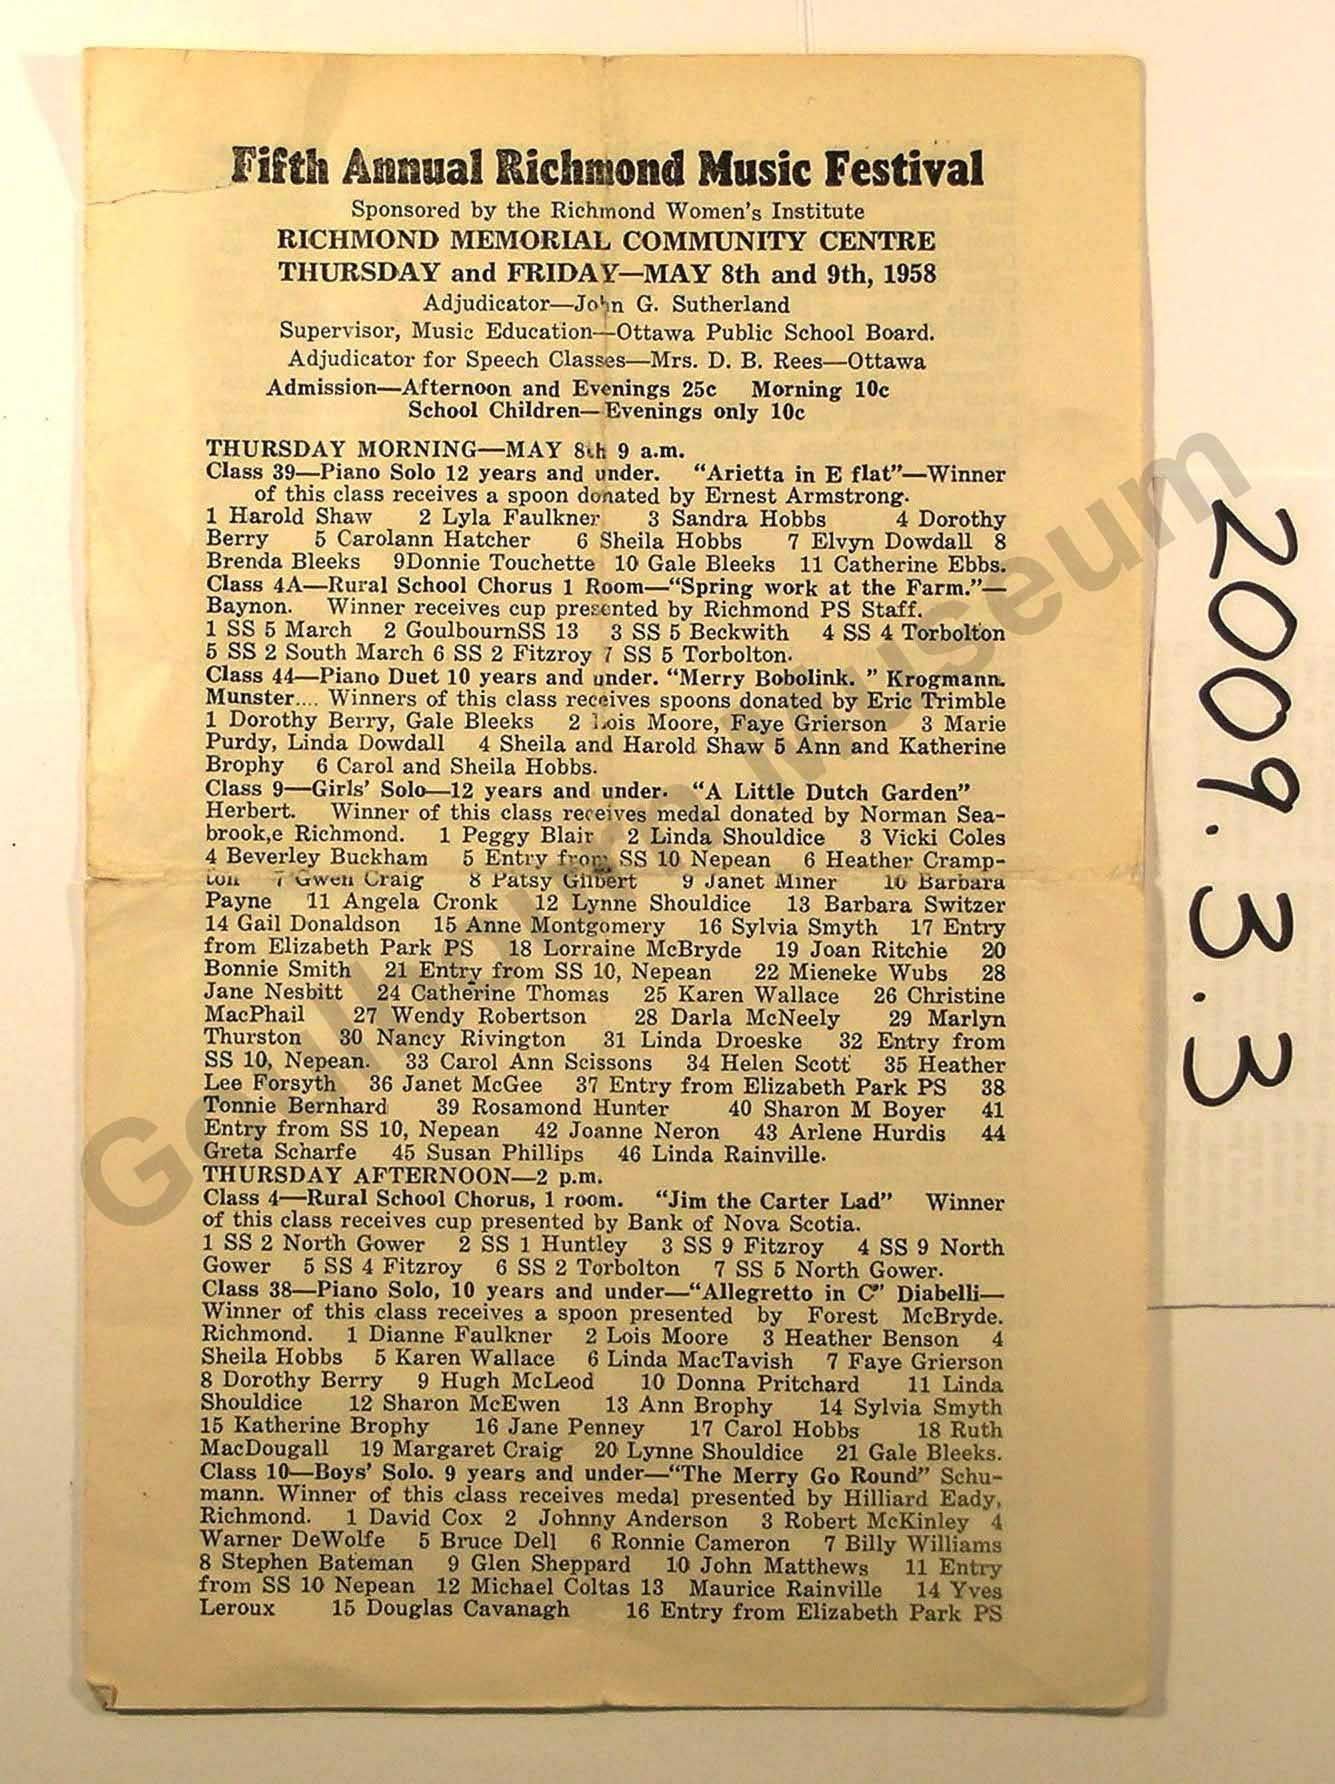 Fifth Annual Richmond Music Festival
Sponsored by the Richmond Women's Institute
RICHMOND MEMORIAL COMMUNITY CENTRE
THURSDAY and FRIDAY—MAY 8th and 9th, 1958
Adjudicator—John G. Sutherland
Supervisor, Music Education—Ottawa Public School Board.
Adjudicator for Speech Classes—Mrs. D. B. Rees—Ottawa
Admission—Afternoon and Evenings 25c Morning 10c
School Children—Evenings only 10c
THURSDAY MORNING—MAY 8th 9 a.m.
Class 39—Piano Solo 12 years and under. "Arietta in E flat"—Winner
of this class receives a spoon donated by Ernest Armstrong.
1 Harold Shaw 2 Lyla Faulkner 3 Sandra Hobbs 4 Dorothy
Berry 5 Carolann Hatcher 6 Sheila Hobbs 7 Elvyn Dowdall 8
Brenda Bleeks 9Donnie Touchette 10 Gale Bleeks 11 Catherine Ebbs.
Class 4A—Rural School Chorus 1 Room—"Spring work at the Farm."—
Baynon. Winner receives cup presented by Richmond PS Staff.
1 SS 5 March 2 GoulbournSS 13 3 SS 5 Beckwith 4 SS 4 Torbolton
5 SS 2 South March 6 SS 2 Fitzroy 7 SS 5 Torbolton.
Class 44—Piano Duet 10 years and under. "Merry Bobolink. " Krogmann.
Munster.... Winners of this class receives spoons donated by Eric Trimble
1 Dorothy Berry, Gale Bleeks 2 Lois Moore, Faye Grierson 3 Marie
Purdy, Linda Dowdall 4 Sheila and Harold Shaw 5 Ann and Katherine
Brophy 6 Carol and Sheila Hobbs.
Class 9—Girls' Solo—12 years and under. "A Little Dutch Garden"
Herbert. Winner of this class receives medal donated by Norman Sea-
brook,e Richmond. 1 Peggy Blair 2 Linda Shouldice 3 Vicki Coles
4 Beverley Buckham 5 Entry from SS 10 Nepean 6 Heather Cramp-
ton 7 Gwen Craig 8 Patsy Gilbert 9 Janet Miner 10 Barbara
Payne 11 Angela Cronk 12 Lynne Shouldice 13 Barbara Switzer
14 Gail Donaldson 15 Anne Montgomery 16 Sylvia Smyth 17 Entry
from Elizabeth Park PS 18 Lorraine McBryde 19 Joan Ritchie 20
Bonnie Smith 21 Entry from SS 10, Nepean 22 Mieneke Wubs 28
Jane Nesbitt 24 Catherine Thomas 25 Karen Wallace 26 Christine
MacPhail 27 Wendy Robertson 28 Darla McNeely 29 Marlyn
Thurston 30 Nancy Rivington 31 Linda Droeske 32 Entry from
SS 10, Nepean. 33 Carol Ann Scissons 34 Helen Scott 35 Heather
Lee Forsyth 36 Janet McGee 37 Entry from Elizabeth Park PS 38
Tonnie Bernhard 39 Rosamond Hunter 40 Sharon M Boyer 41
Entry from SS 10, Nepean 42 Joanne Neron 43 Arlene Hurdis 44
Greta Scharfe 45 Susan Phillips 46 Linda Rainville.
THURSDAY AFTERNOON—2 p.m.
Class 4—Rural School Chorus, 1 room. "Jim the Carter Lad" Winner
of this class receives cup presented by Bank of Nova Scotia.
1 SS 2 North Gower 2 SS 1 Huntley 3 SS 9 Fitzroy 4 SS 9 North
Gower 5 SS 4 Fitzroy 6 SS 2 Torbolton 7 SS 5 North Gower.
Class 38—Piano Solo, 10 years and under—"Allegretto in C" Diabelli—
Winner of this class receives a spoon presented by Forest McBryde.
Richmond. 1 Dianne Faulkner 2 Lois Moore 3 Heather Benson 4
Sheila Hobbs 5 Karen Wallace 6 Linda MacTavish 7 Faye Grierson
8 Dorothy Berry 9 Hugh McLeod 10 Donna Pritchard 11 Linda
Shouldice 12 Sharon McEwen 13 Ann Brophy 14 Sylvia Smyth
15 Katherine Brophy 16 Jane Penney 17 Carol Hobbs 18 Ruth
MacDougall 19 Margaret Craig 20 Lynne Shouldice 21 Gale Bleeks.
Class 10—Boys' Solo. 9 years and under—"The Merry Go Round" Schu-
mann. Winner of this class receives medal presented by Hilliard Eady,
Richmond. 1 David Cox 2 Johnny Anderson 3 Robert McKinley 4
Warner DeWolfe 5 Bruce Dell 6 Ronnie Cameron 7 Billy Williams
8 Stephen Bateman 9 Glen Sheppard 10 John Matthews 11 Entry
from SS 10 Nepean 12 Michael Coltas 13 Maurice Rainville 14 Yves
Leroux 15 Douglas Cavanagh 16 Entry from Elizabeth Park PS
2009.3.3
Museum